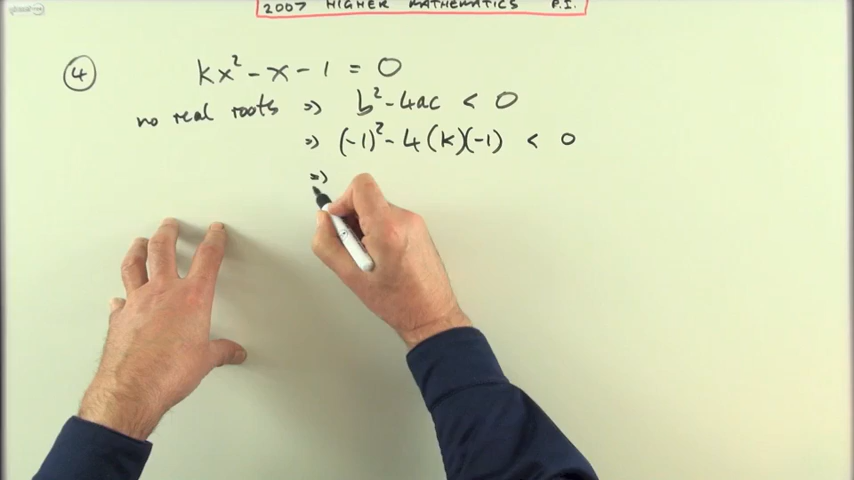 2007 HIGHER MATHEMATICS P.I.
④ kx² - x - 1 = 0
no real roots ⇒ b² - 4ac < 0
⇒ (-1)² - 4(k)(-1) < 0
⇒